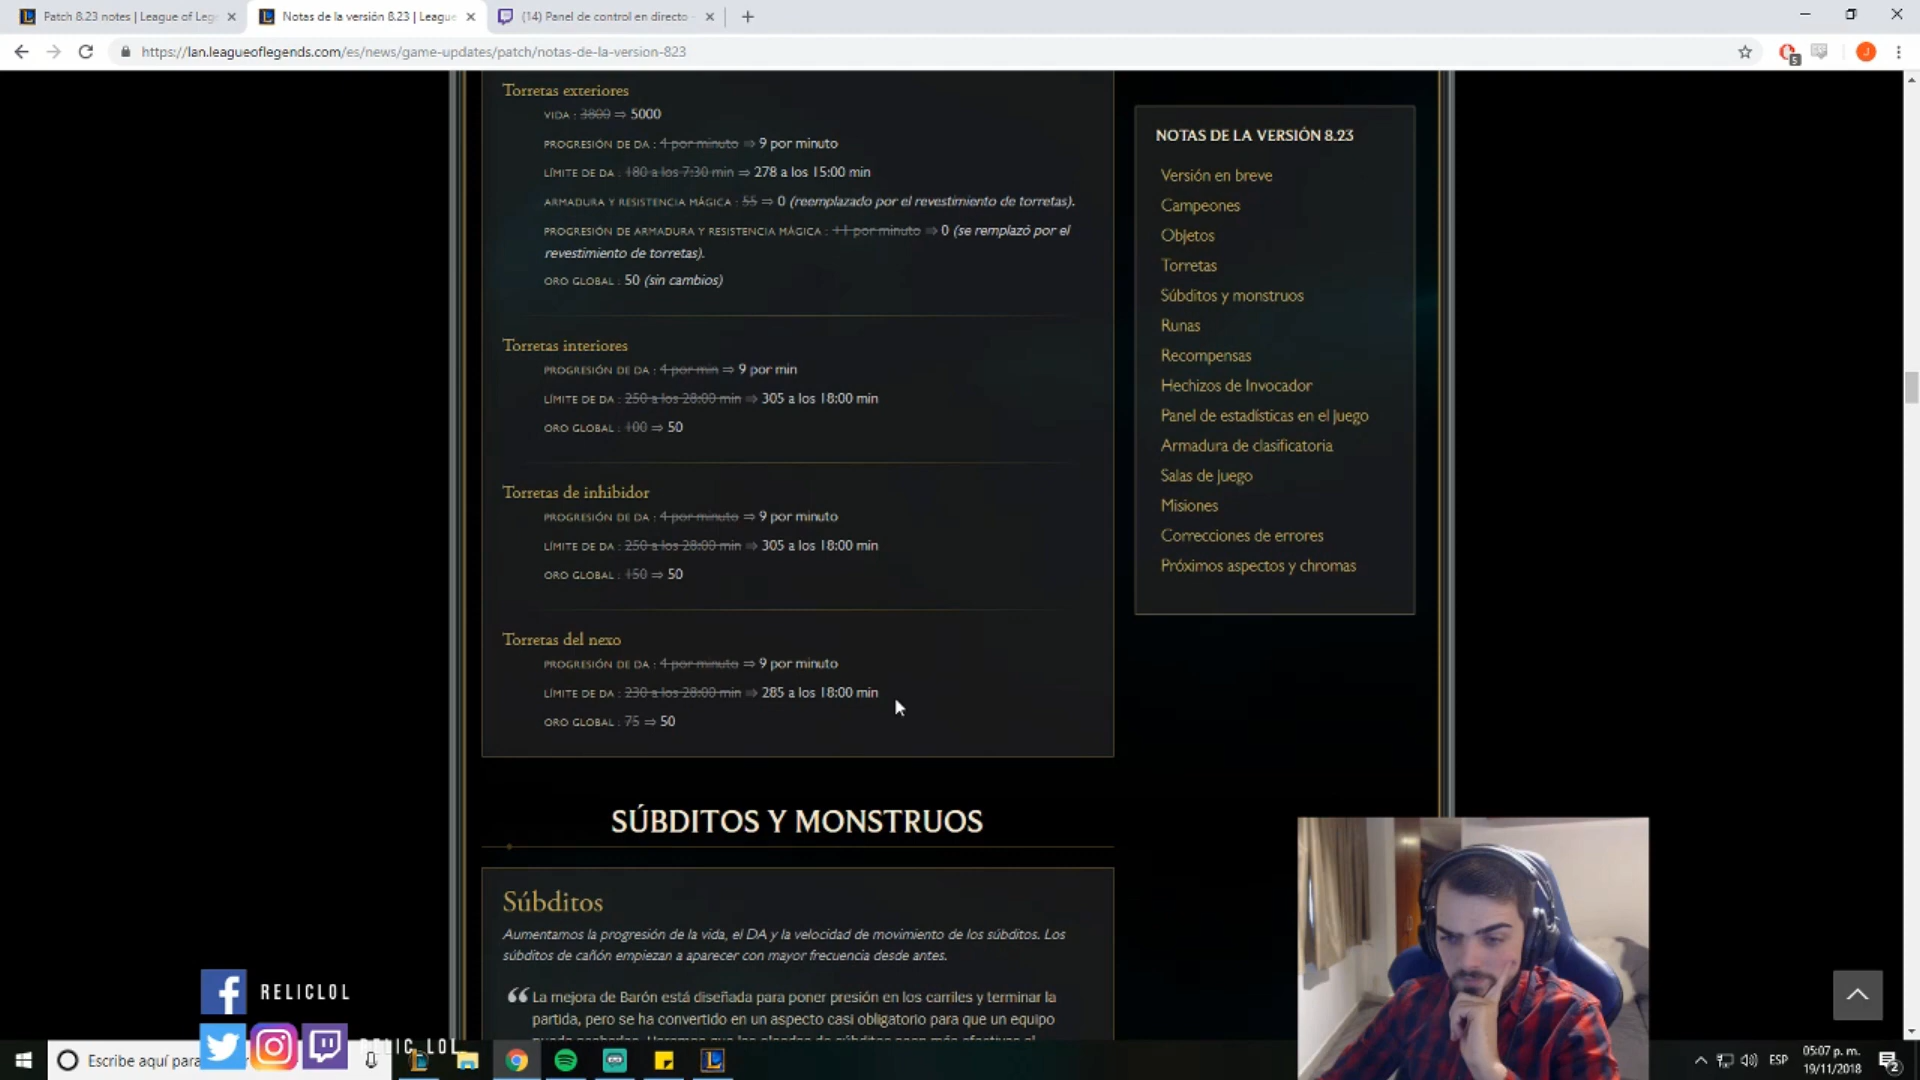 Patch 8.23 notes | League of Leg
Notas de la versión 8.23 | League
(14) Panel de control en directo
https://lan.leagueoflegends.com/es/news/game-updates/patch/notas-de-la-version-823
5
J
Torretas exteriores
VIDA : 3800 ⇒ 5000
PROGRESIÓN DE DA : 4 por minuto ⇒ 9 por minuto
LÍMITE DE DA : 180 a los 7:30 min ⇒ 278 a los 15:00 min
ARMADURA Y RESISTENCIA MÁGICA : 55 ⇒ 0 (reemplazado por el revestimiento de torretas).
PROGRESIÓN DE ARMADURA Y RESISTENCIA MÁGICA : +1 por minuto ⇒ 0 (se remplazó por el
revestimiento de torretas).
ORO GLOBAL : 50 (sin cambios)
Torretas interiores
PROGRESIÓN DE DA : 4 por min ⇒ 9 por min
LÍMITE DE DA : 250 a los 28:00 min ⇒ 305 a los 18:00 min
ORO GLOBAL : 100 ⇒ 50
Torretas de inhibidor
PROGRESIÓN DE DA : 4 por minuto ⇒ 9 por minuto
LÍMITE DE DA : 250 a los 28:00 min ⇒ 305 a los 18:00 min
ORO GLOBAL : 150 ⇒ 50
Torretas del nexo
PROGRESIÓN DE DA : 4 por minuto ⇒ 9 por minuto
LÍMITE DE DA : 230 a los 28:00 min ⇒ 285 a los 18:00 min
ORO GLOBAL : 75 ⇒ 50
SÚBDITOS Y MONSTRUOS
Súbditos
Aumentamos la progresión de la vida, el DA y la velocidad de movimiento de los súbditos. Los
súbditos de cañón empiezan a aparecer con mayor frecuencia desde antes.
“ La mejora de Barón está diseñada para poner presión en los carriles y terminar la
partida, pero se ha convertido en un aspecto casi obligatorio para que un equipo
NOTAS DE LA VERSIÓN 8.23
Versión en breve
Campeones
Objetos
Torretas
Súbditos y monstruos
Runas
Recompensas
Hechizos de Invocador
Panel de estadísticas en el juego
Armadura de clasificatoria
Salas de juego
Misiones
Correcciones de errores
Próximos aspectos y chromas
RELICLOL
RELIC_LOL
Escribe aquí para
ESP
05:07 p. m.
19/11/2018
2